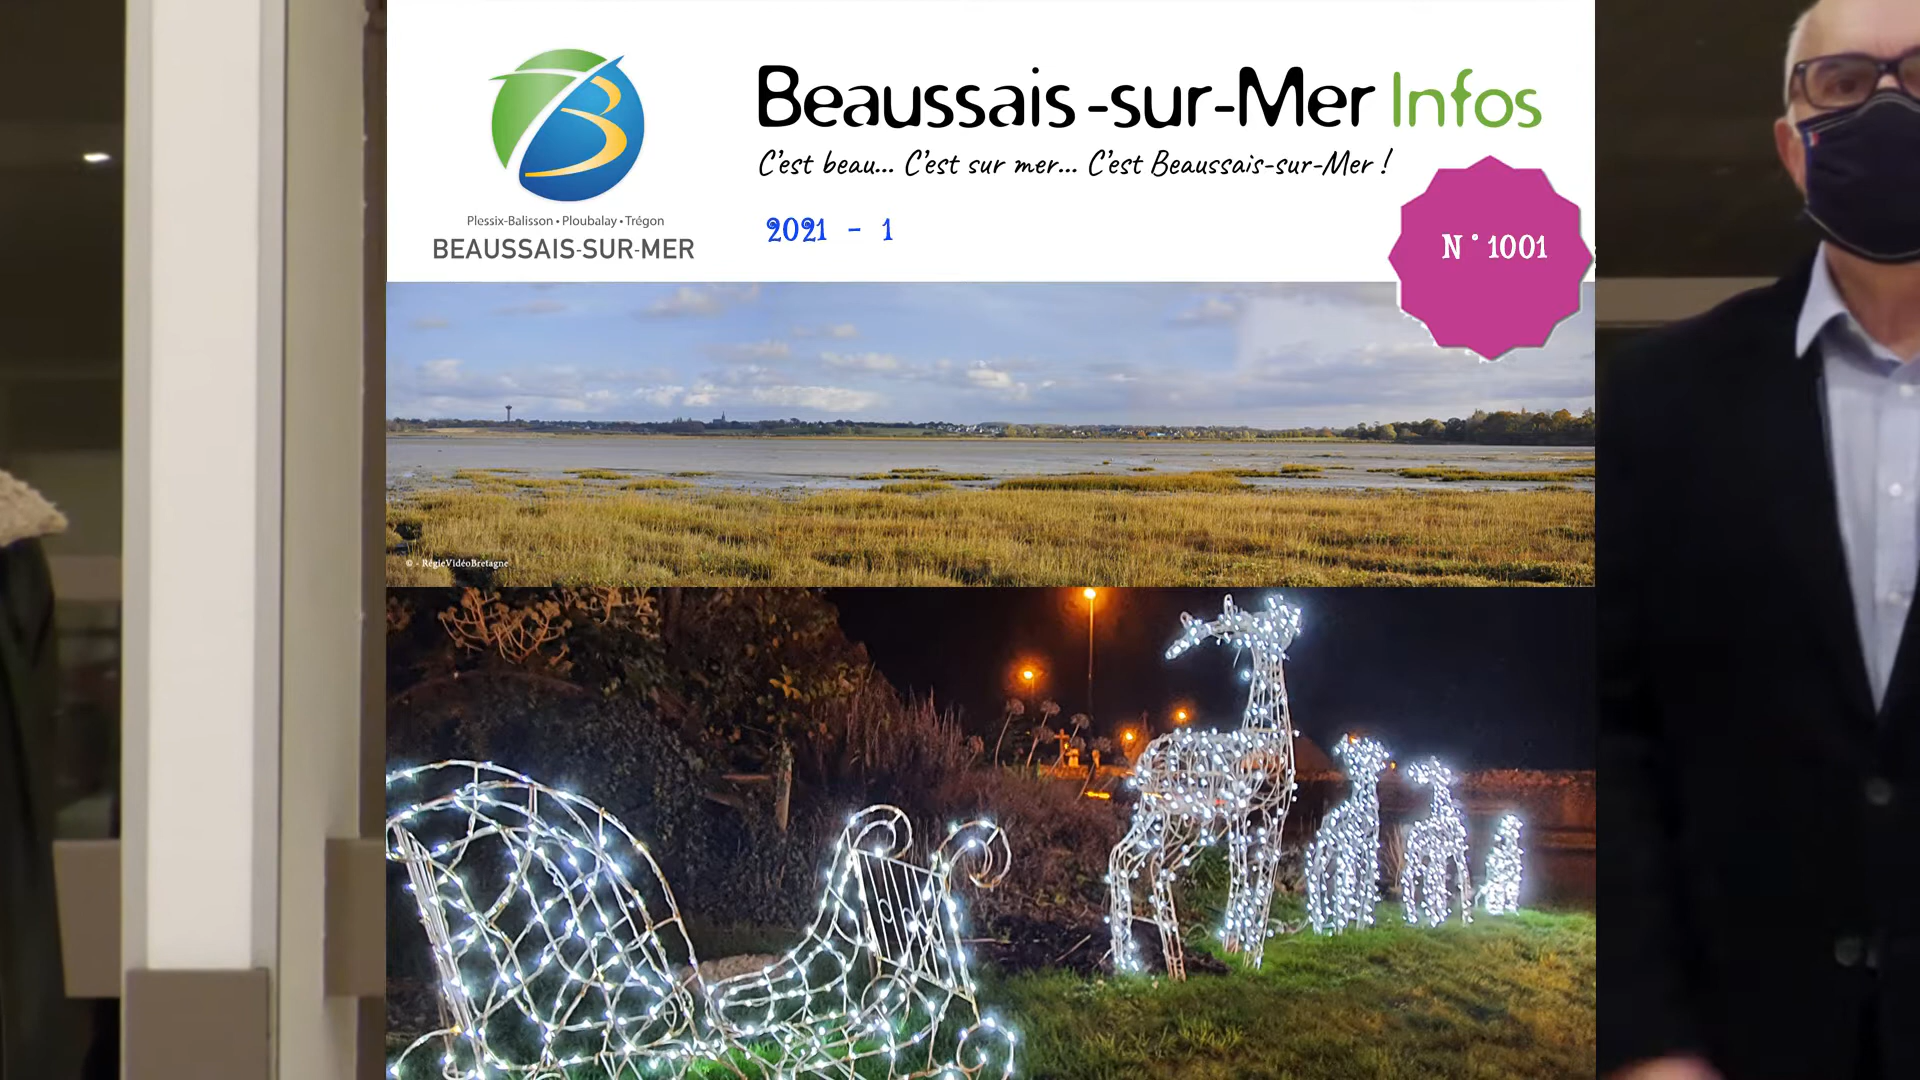 Beaussais-sur-Mer Infos
C'est beau... C'est sur mer... C'est Beaussais-sur-Mer !
Plessix-Balisson • Ploubalay • Trégon
BEAUSSAIS-SUR-MER
2021 - 1
N°1001
© - RégieVidéoBretagne